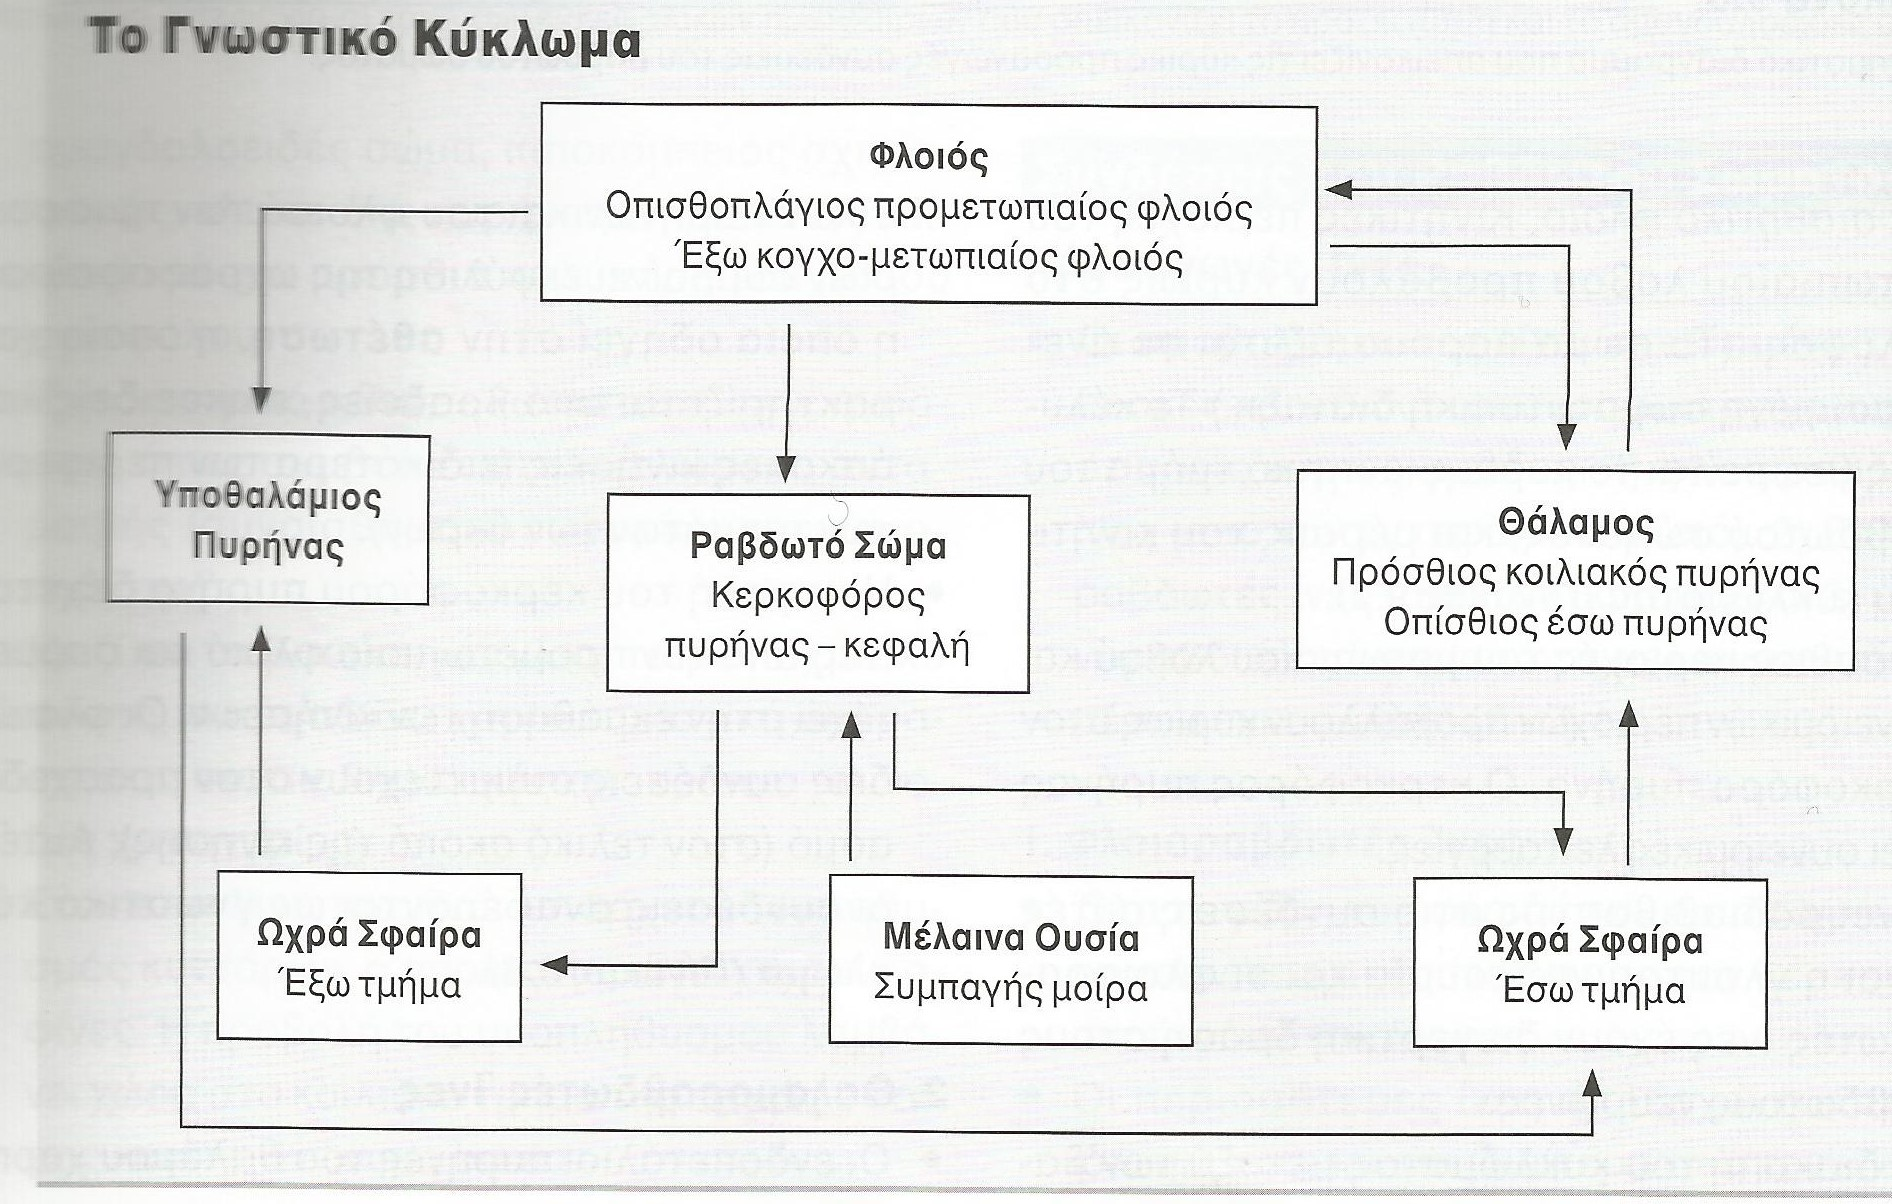 Το Γνωστικό Κύκλωμα
Φλοιός
Οπισθοπλάγιος προμετωπιαίος φλοιός
Έξω κογχο-μετωπιαίος φλοιός
Υποθαλάμιος
Πυρήνας
Ραβδωτό Σώμα
Κερκοφόρος
πυρήνας – κεφαλή
Θάλαμος
Πρόσθιος κοιλιακός πυρήνας
Οπίσθιος έσω πυρήνας
Ωχρά Σφαίρα
Έξω τμήμα
Μέλαινα Ουσία
Συμπαγής μοίρα
Ωχρά Σφαίρα
Έσω τμήμα